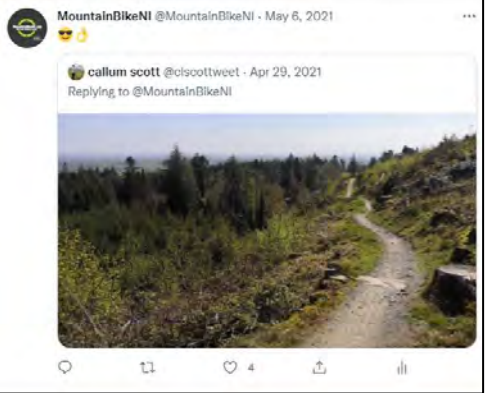 MountainBikeNI @MountainBikeNI · May 6, 2021
😎👌
callum scott @clscottweet · Apr 29, 2021
Replying to @MountainBikeNI
4